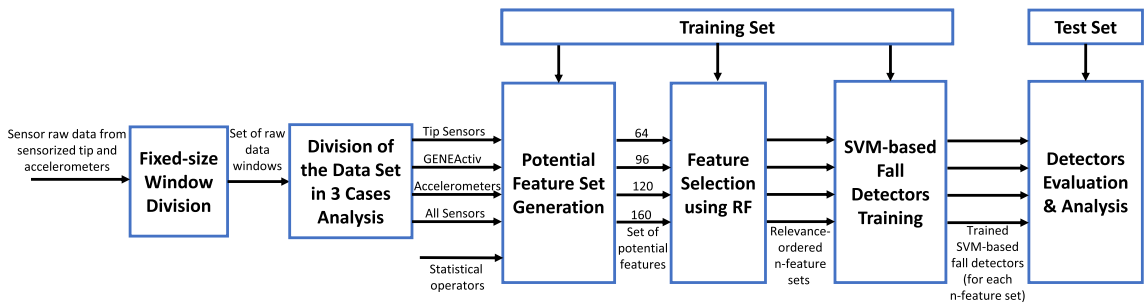 Training Set
Test Set
Sensor raw data from
sensorized tip and
accelerometers
Fixed-size
Window
Division
Set of raw
data
windows
Division of
the Data Set
in 3 Cases
Analysis
Tip Sensors
GENEActiv
Accelerometers
All Sensors
Statistical
operators
Potential
Feature Set
Generation
64
96
120
160
Set of
potential
features
Feature
Selection
using RF
Relevance-
ordered
n-feature
sets
SVM-based
Fall
Detectors
Training
Trained
SVM-based
fall detectors
(for each
n-feature set)
Detectors
Evaluation
& Analysis